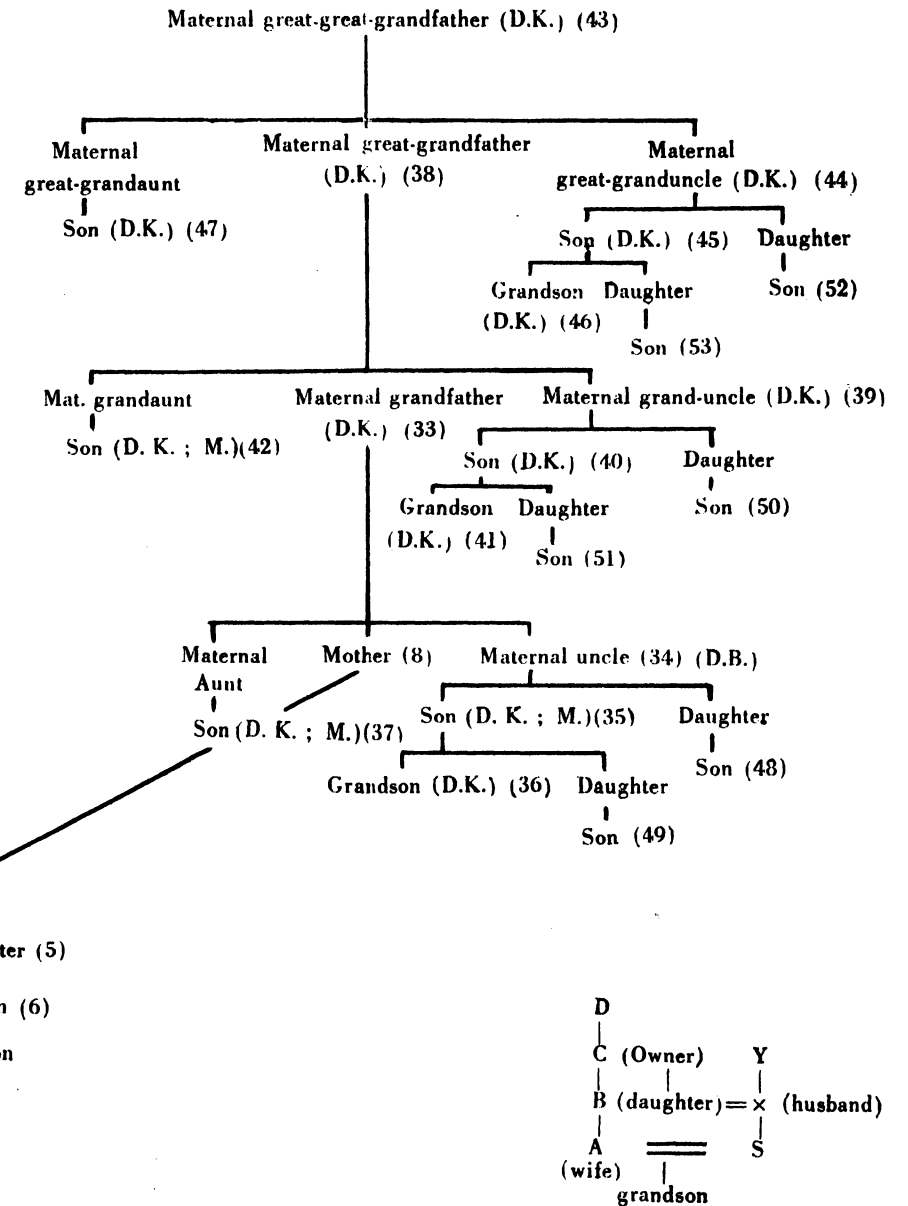 Maternal great-great-grandfather (D.K.) (43)
Maternal great-grandaunt
Son (D.K.) (47)
Maternal great-grandfather
(D.K.) (38)
Maternal
great-granduncle (D.K.) (44)
Son (D.K.) (45) Daughter
Grandson Daughter Son (52)
(D.K.) (46)
Son (53)
Mat. grandaunt Maternal grandfather Maternal grand-uncle (D.K.) (39)
Son (D. K. ; M.)(42) (D.K.) (33)
Son (D.K.) (40) Daughter
Grandson Daughter Son (50)
(D.K.) (41)
Son (51)
Maternal Mother (8) Maternal uncle (34) (D.B.)
Aunt
Son (D. K. ; M.)(37) Son (D. K. ; M.)(35) Daughter
Son (48)
Grandson (D.K.) (36) Daughter
Son (49)
ter (5)
(6)
on
D
C (Owner) Y
B (daughter)=× (husband)
A S
(wife)
grandson